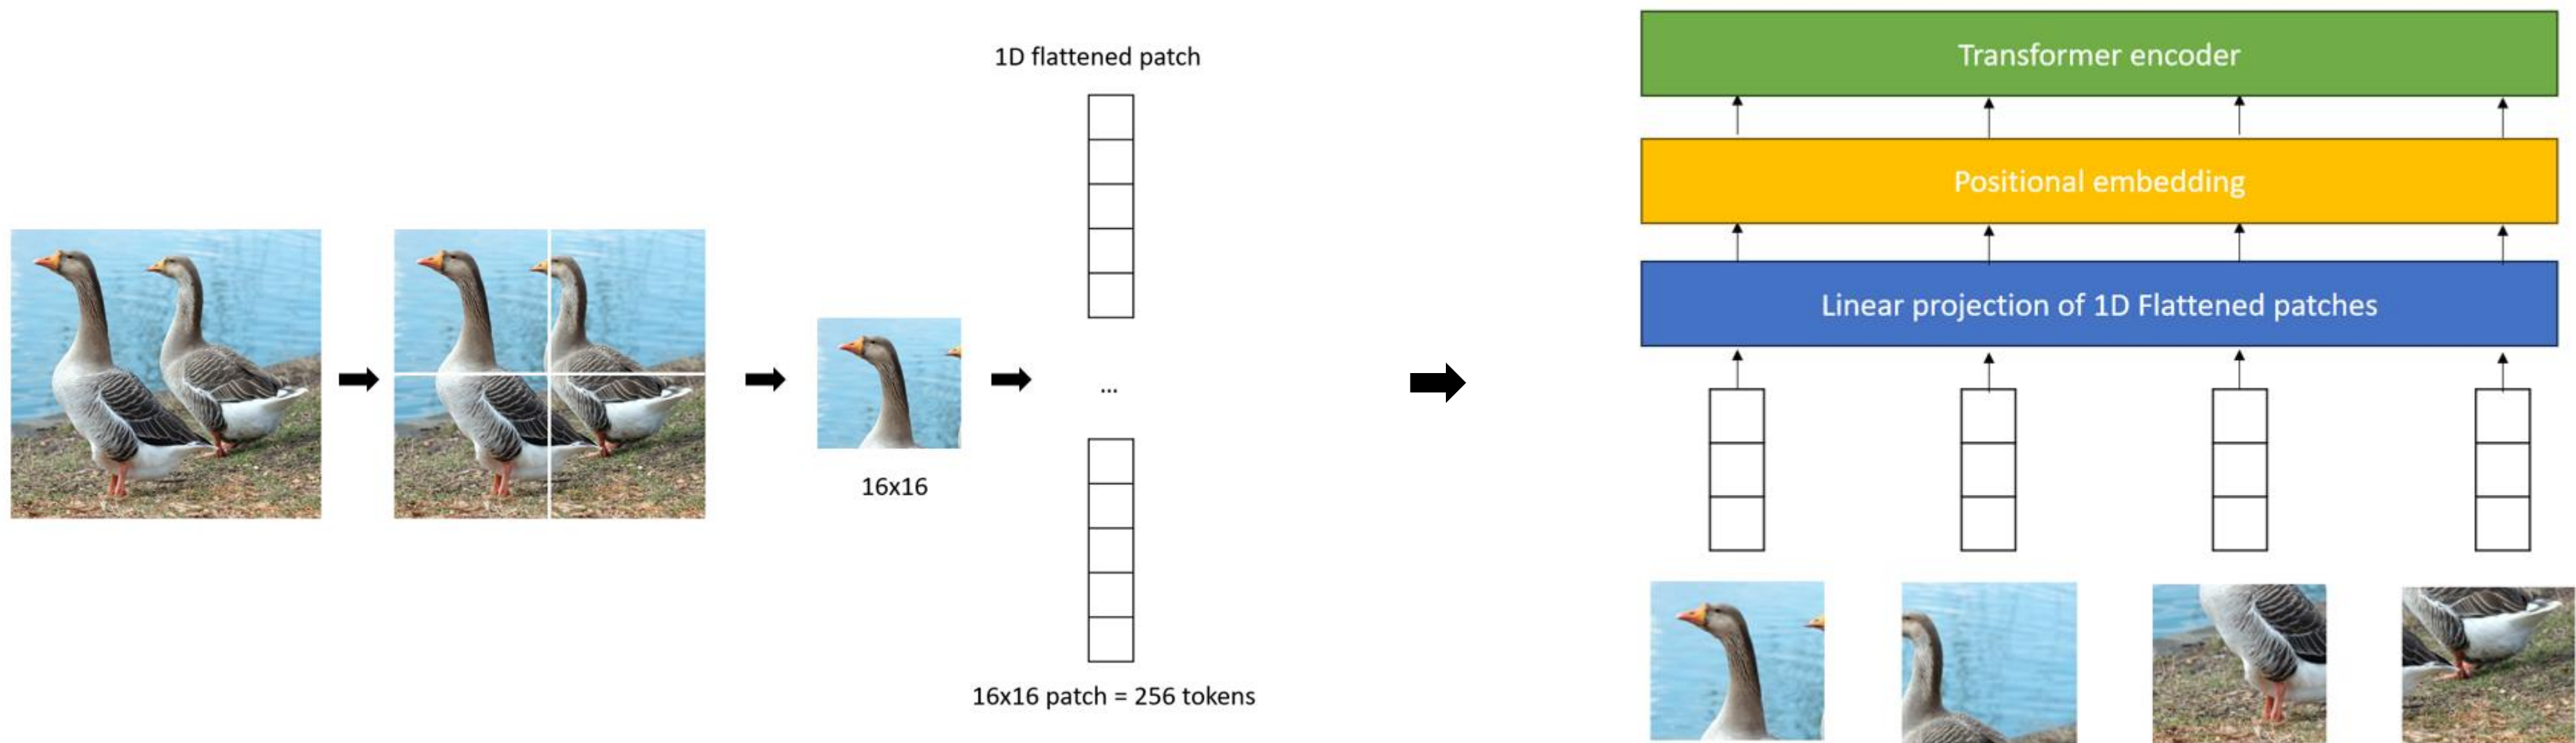 1D flattened patch
...
16x16
16x16 patch = 256 tokens
Transformer encoder
Positional embedding
Linear projection of 1D Flattened patches